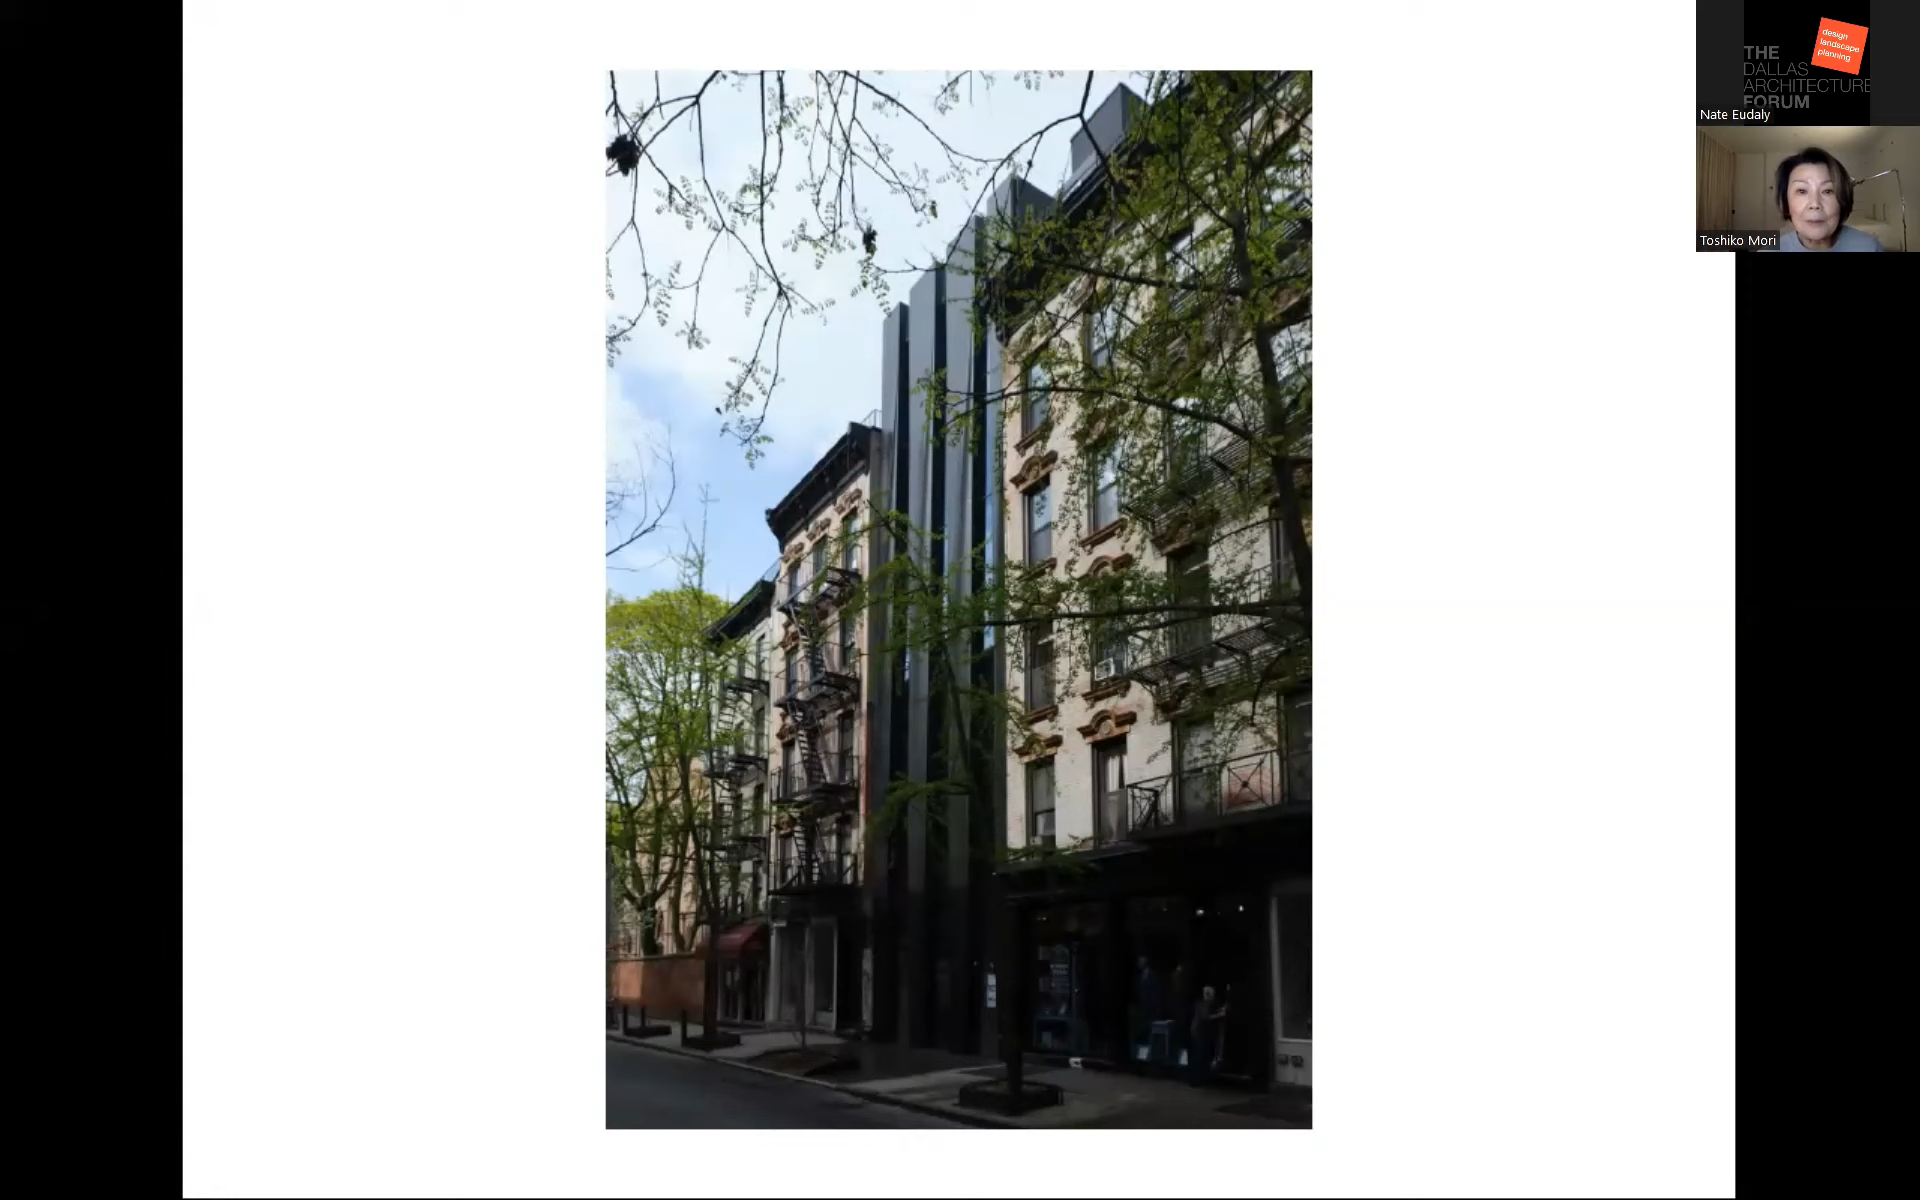 design
landscape
planning
THE
DALLAS
ARCHITECTURE
FORUM
Nate Eudaly
Toshiko Mori